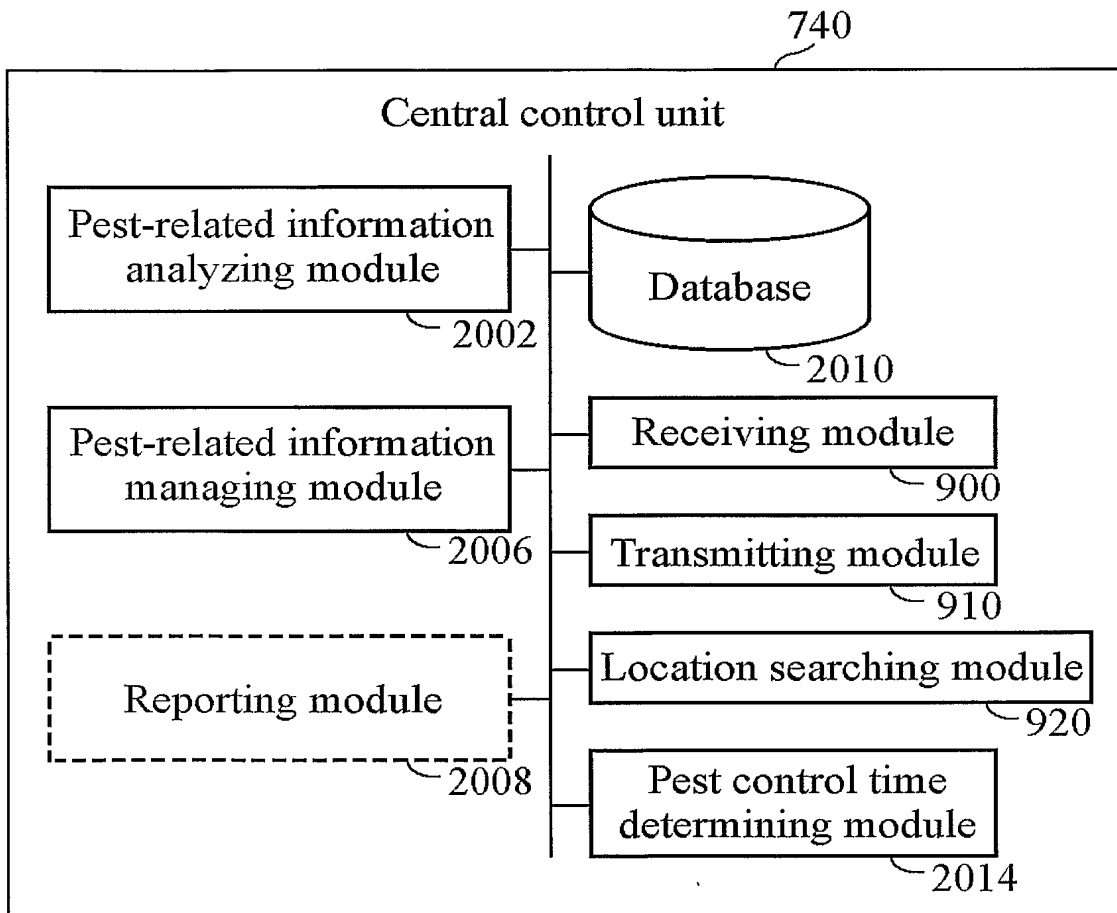 740
Central control unit
Pest-related information
analyzing module
2002
Database
2010
Pest-related information
managing module
2006
Receiving module
900
Transmitting module
910
Reporting module
2008
Location searching module
920
Pest control time
determining module
2014